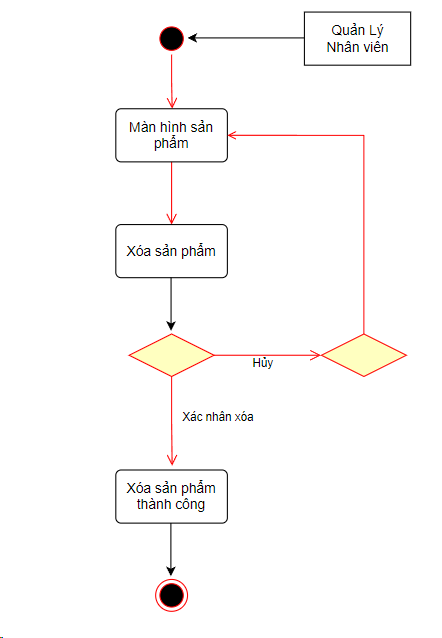 Quản Lý
Nhân viên
Màn hình sản
phẩm
Xóa sản phẩm
Hủy
Xác nhân xóa
Xóa sản phẩm
thành công